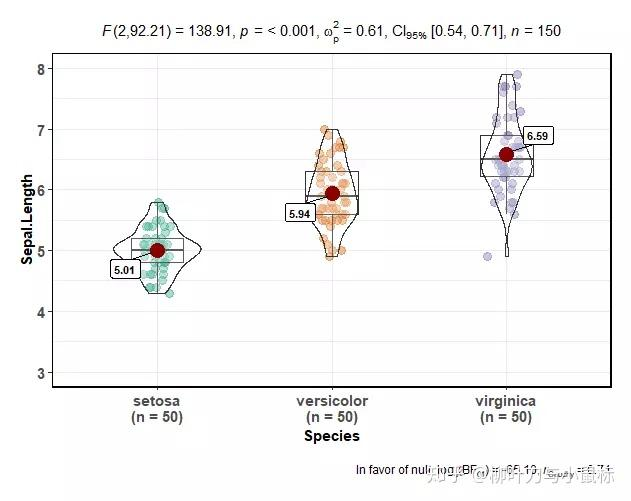 F(2,92.21) = 138.91, p = < 0.001, ω²p = 0.61, CI95% [0.54, 0.71], n = 150
8
7
6
5
4
3
Sepal.Length
5.01
5.94
6.59
setosa
(n = 50)
versicolor
(n = 50)
virginica
(n = 50)
Species
In favor of null: log
知乎 @柳叶刀与小鼠标